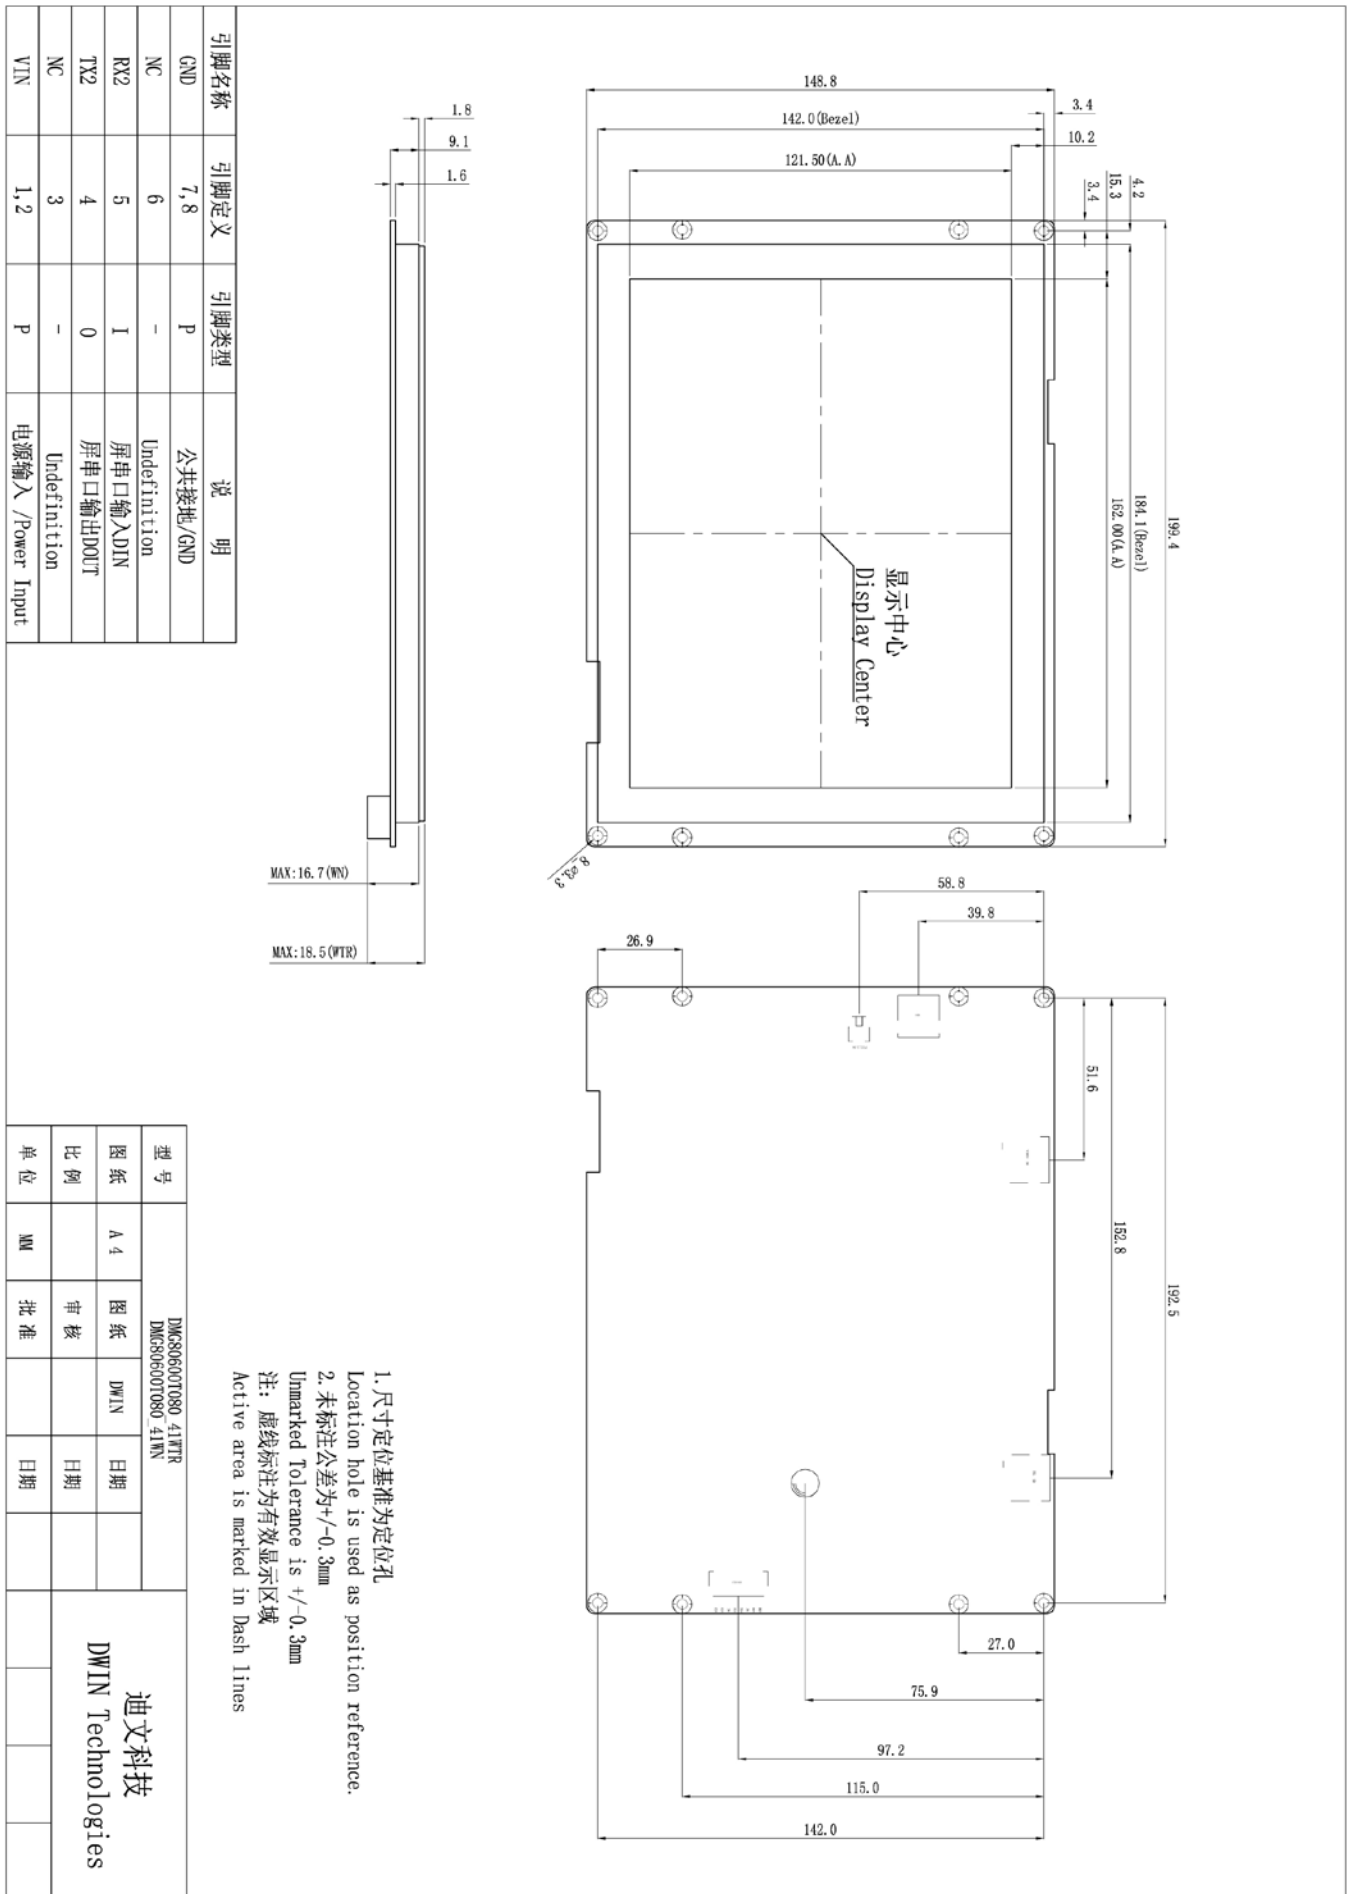 148.8
142.0(Bezel)
121.50(A.A)
3.4
10.2
4.2
15.3
3.4
199.4
184.1(Bezel)
162.00(A.A)
显示中心
Display Center
8_ø3.3
1.8
9.1
1.6
MAX:16.7(WN)
MAX:18.5(WTR)
58.8
39.8
26.9
51.6
152.8
192.5
27.0
75.9
97.2
115.0
142.0
引脚名称 引脚定义 引脚类型 说 明
GND 7,8 P 公共接地/GND
NC 6 - Undefinition
RX2 5 I 屏串口输入DIN
TX2 4 O 屏串口输出DOUT
NC 3 - Undefinition
VIN 1,2 P 电源输入 /Power Input
1.尺寸定位基准为定位孔
Location hole is used as position reference.
2.未标注公差为+/-0.3mm
Unmarked Tolerance is +/-0.3mm
注：虚线标注为有效显示区域
Active area is marked in Dash lines
型号 DMG80600T080_41WTR
DMG80600T080_41WN
图纸 A4 图纸 DWIN 日期
比例 审核 日期
单位 MM 批准 日期
迪文科技
DWIN Technologies